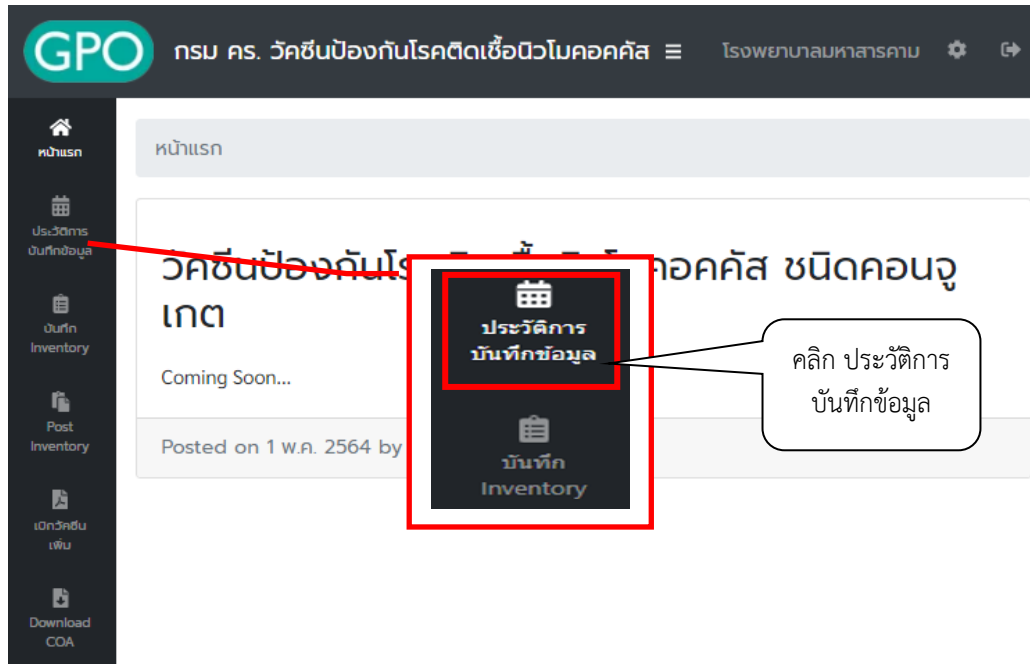 GPO กรม คร. วัคซีนป้องกันโรคติดเชื้อนิวโมคอคคัส โรงพยาบาลมหาสารคาม
หน้าแรก
หน้าแรก
ประวัติการ
บันทึกข้อมูล
บันทึก
Inventory
Post
Inventory
เบิกวัคซีน
เพิ่ม
Download
COA
วัคซีนป้องกันโร อคคัส ชนิดคอนจู
เกต
Coming Soon...
Posted on 1 พ.ค. 2564 by
ประวัติการ
บันทึกข้อมูล
บันทึก
Inventory
คลิก ประวัติการ
บันทึกข้อมูล